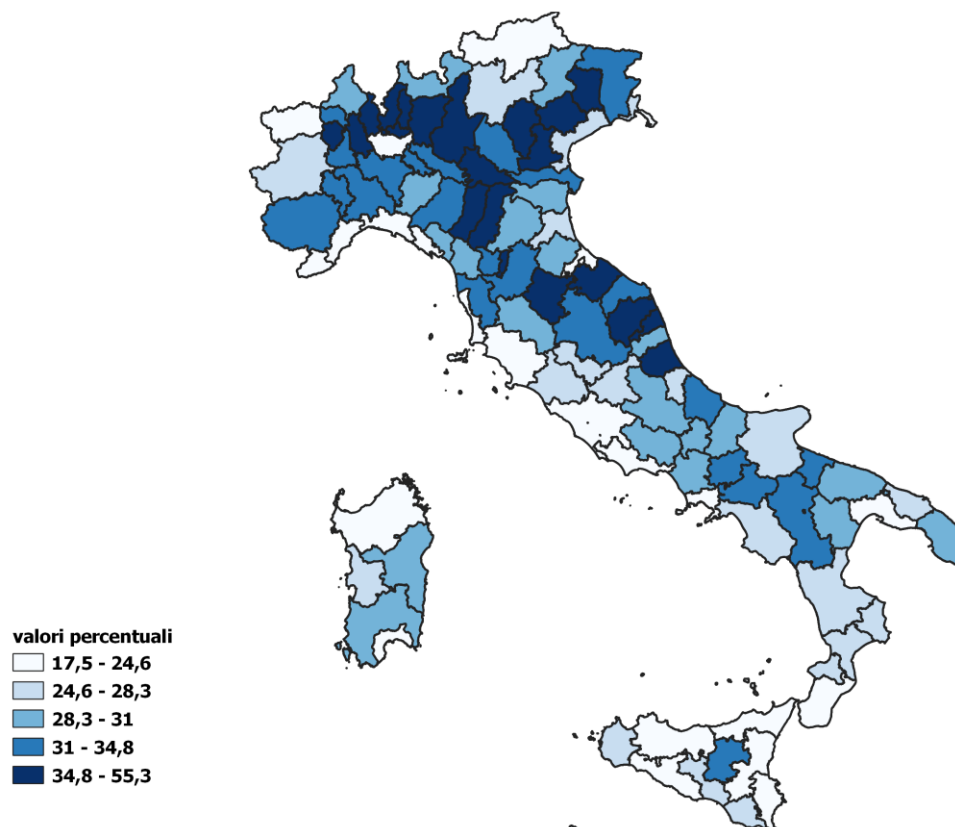 valori percentuali
17,5 - 24,6
24,6 - 28,3
28,3 - 31
31 - 34,8
34,8 - 55,3